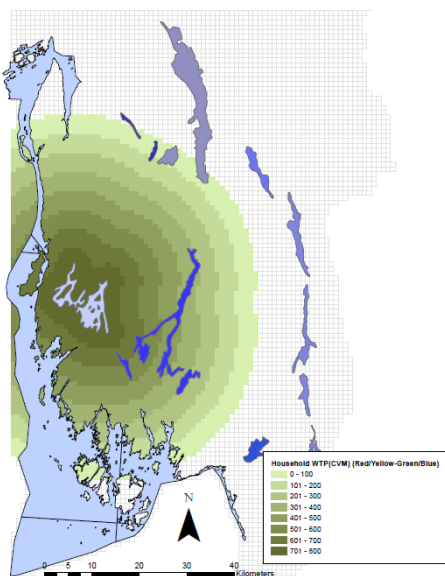 Household WTP(CVM) (Red/Yellow-Green/Blue)
0 - 100
101 - 200
201 - 300
301 - 400
401 - 500
501 - 600
601 - 700
701 - 800
N
0 5 10 20 30 40
Kilometers